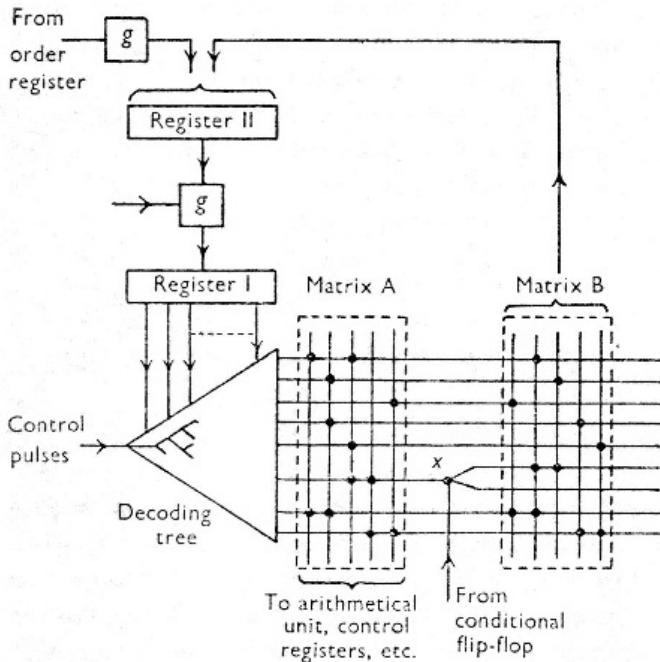 From
order
register
g
Register II
g
Register I
Matrix A
Matrix B
Control
pulses
Decoding
tree
x
To arithmetical
unit, control
registers, etc.
From
conditional
flip-flop